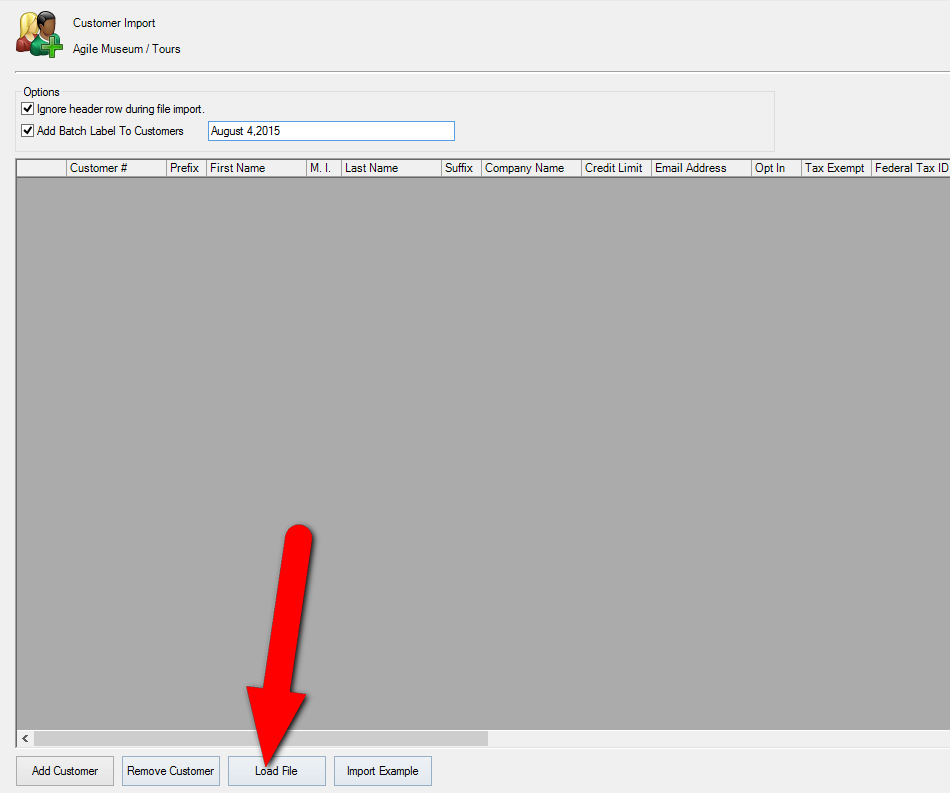 Customer Import
Agile Museum / Tours
Options
Ignore header row during file import.
Add Batch Label To Customers August 4,2015
Customer # Prefix First Name M. I. Last Name Suffix Company Name Credit Limit Email Address Opt In Tax Exempt Federal Tax ID
Add Customer Remove Customer Load File Import Example